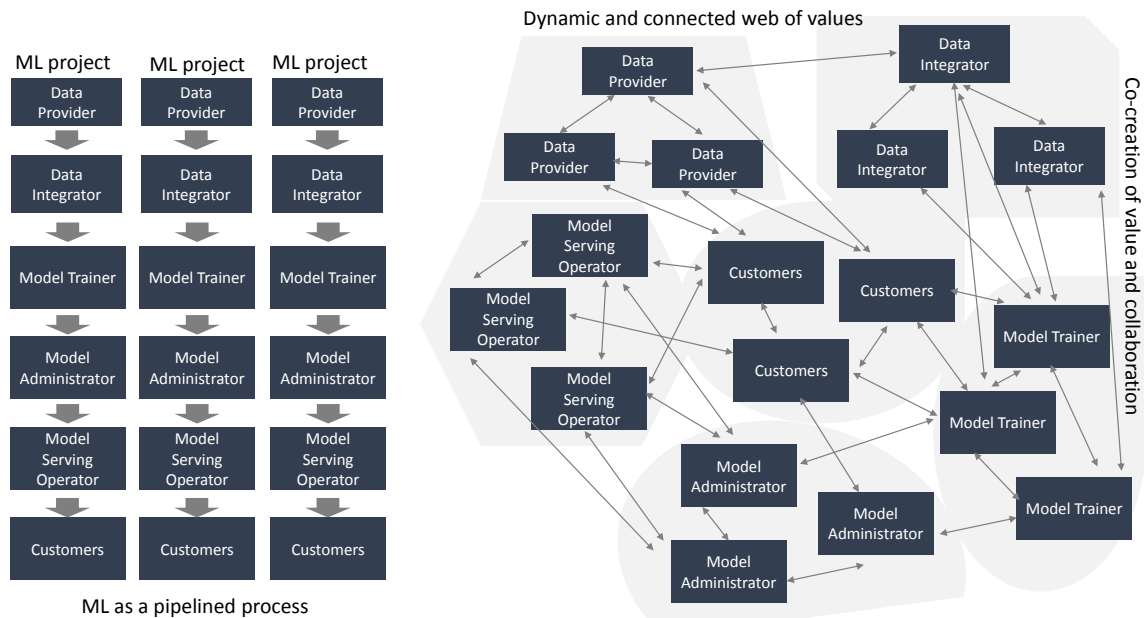 Dynamic and connected web of values
ML project
ML project
ML project
Data
Provider
Data
Provider
Data
Provider
Data
Integrator
Data
Integrator
Data
Integrator
Model Trainer
Model Trainer
Model Trainer
Model
Administrator
Model
Administrator
Model
Administrator
Model
Serving
Operator
Model
Serving
Operator
Model
Serving
Operator
Customers
Customers
Customers
ML as a pipelined process
Data
Provider
Data
Provider
Data
Provider
Data
Integrator
Data
Integrator
Data
Integrator
Model
Serving
Operator
Model
Serving
Operator
Model
Serving
Operator
Customers
Customers
Customers
Model Trainer
Model Trainer
Model Trainer
Model
Administrator
Model
Administrator
Model
Administrator
Co-creation of value and collaboration